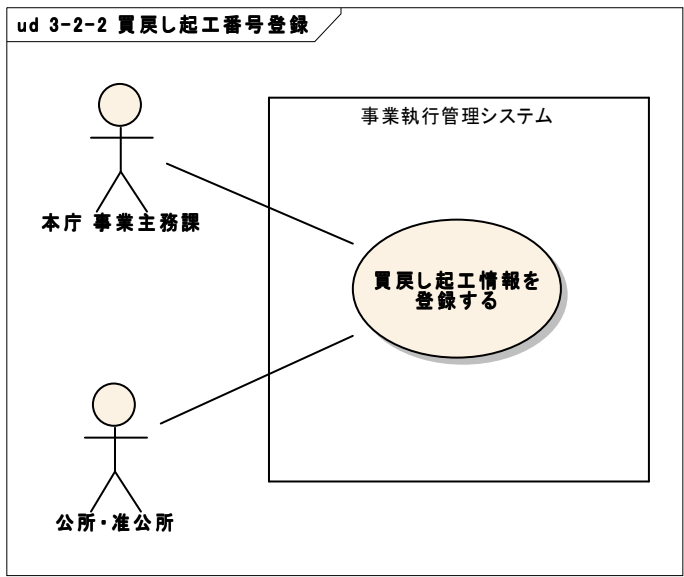 ud 3-2-2 買戻し起工番号登録
事業執行管理システム
本庁 事業主務課
買戻し起工情報を
登録する
公所・准公所